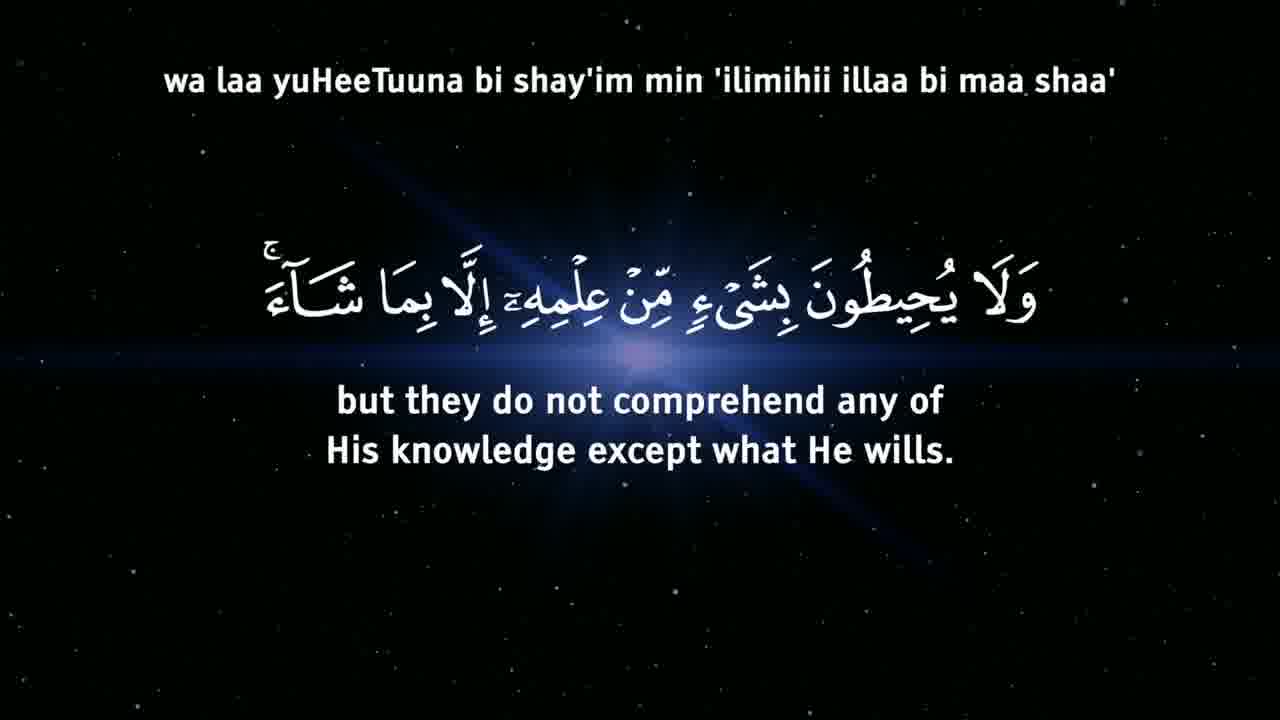 wa laa yuHeeTuuna bi shay'im min 'ilimihii illaa bi maa shaa'
وَلَا يُحِيطُونَ بِشَىْءٍ مِّنْ عِلْمِهِۦٓ إِلَّا بِمَا شَآءَ ۚ
but they do not comprehend any of
His knowledge except what He wills.